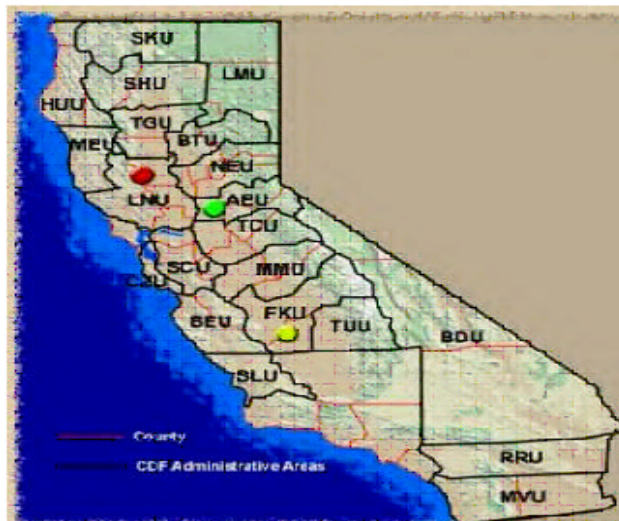 SKU
LMU
SHU
HUU
TGU
BTU
MEU
NEU
LNU
AEU
TCU
SCU
MMU
CZU
BEU
FKU
TUU
BDU
SLU
County
CDF Administrative Areas
RRU
MVU